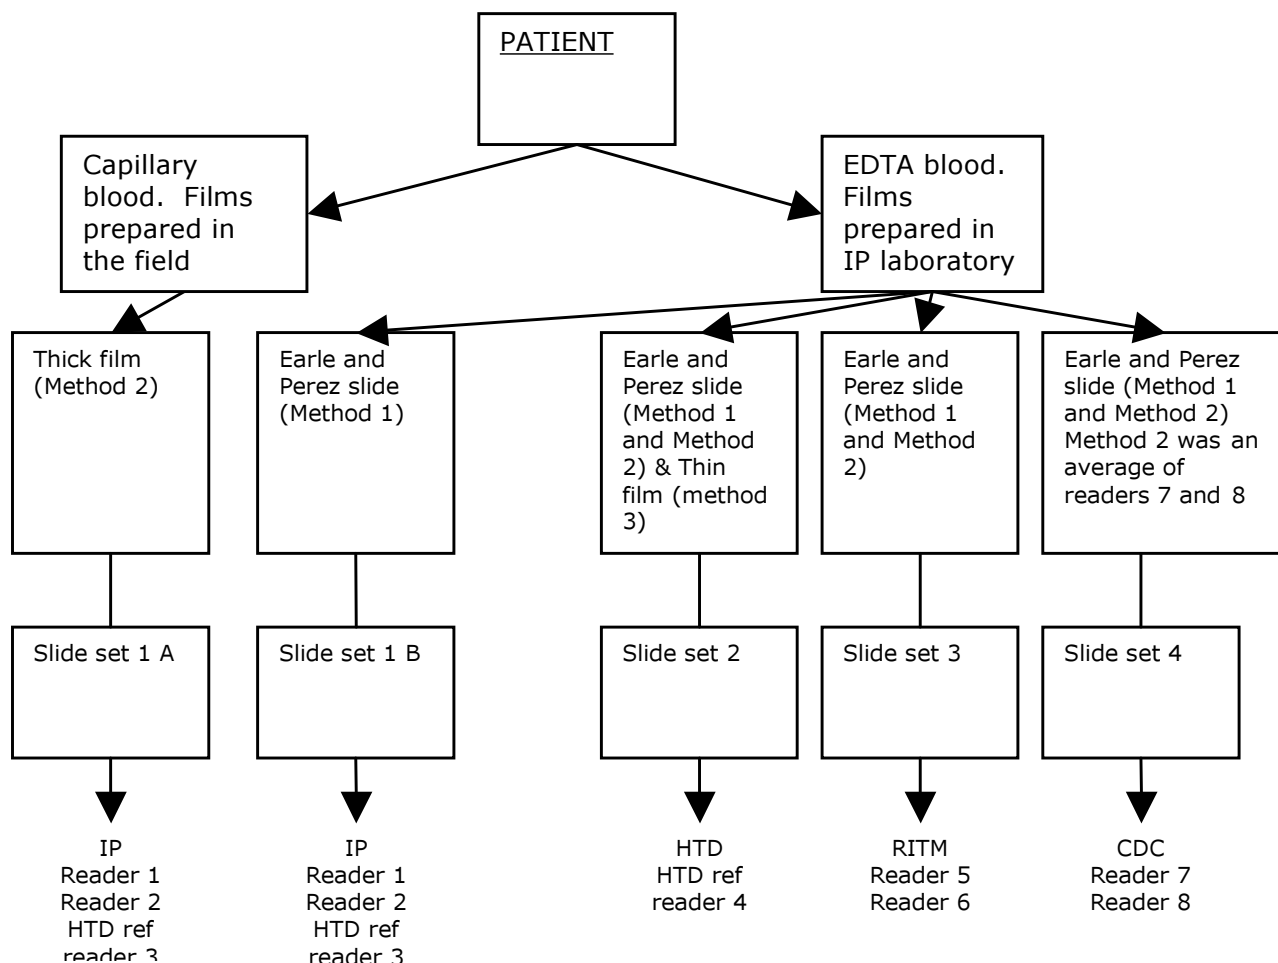 PATIENT
Capillary
blood.  Films
prepared in
the field
EDTA blood.
Films
prepared in
IP laboratory
Thick film
(Method 2)
Earle and
Perez slide
(Method 1)
Earle and
Perez slide
(Method 1
and Method
2) & Thin
film (method
3)
Earle and
Perez slide
(Method 1
and Method
2)
Earle and Perez
slide (Method 1
and Method 2)
Method 2 was an
average of
readers 7 and 8
Slide set 1 A
Slide set 1 B
Slide set 2
Slide set 3
Slide set 4
IP
Reader 1
Reader 2
HTD ref
reader 3
IP
Reader 1
Reader 2
HTD ref
reader 3
HTD
HTD ref
reader 4
RITM
Reader 5
Reader 6
CDC
Reader 7
Reader 8